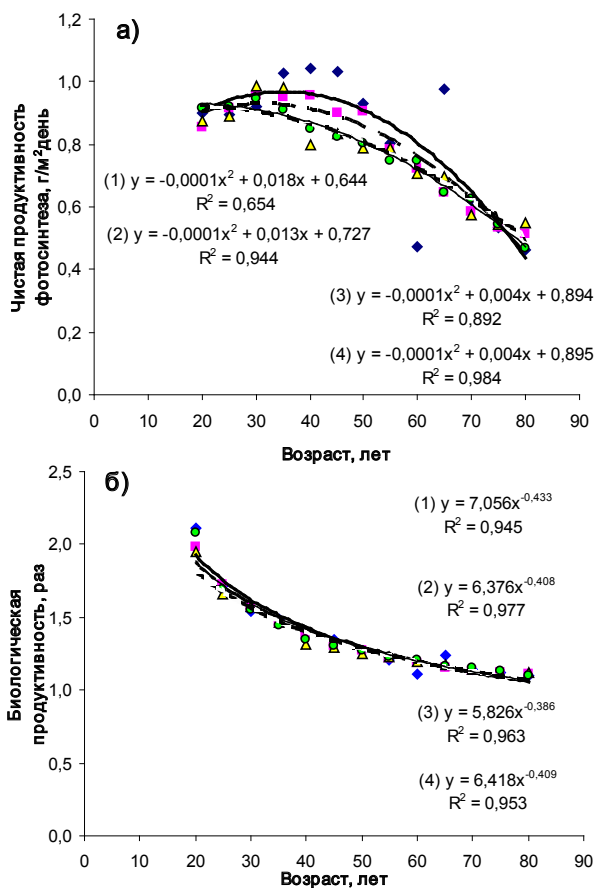 а)
Чистая продуктивность
фотосинтеза, г/м²день
1,2
1,0
0,8
0,6
0,4
0,2
0,0
(1) y = -0,0001x² + 0,018x + 0,644
R² = 0,654
(2) y = -0,0001x² + 0,013x + 0,727
R² = 0,944
(3) y = -0,0001x² + 0,004x + 0,894
R² = 0,892
(4) y = -0,0001x² + 0,004x + 0,895
R² = 0,984
0 10 20 30 40 50 60 70 80 90
Возраст, лет
б)
Биологическая
продуктивность, раз
2,5
2,0
1,5
1,0
0,5
0,0
(1) y = 7,056x⁻⁰,⁴³³
R² = 0,945
(2) y = 6,376x⁻⁰,⁴⁰⁸
R² = 0,977
(3) y = 5,826x⁻⁰,³⁸⁶
R² = 0,963
(4) y = 6,418x⁻⁰,⁴⁰⁹
R² = 0,953
0 10 20 30 40 50 60 70 80 90
Возраст, лет